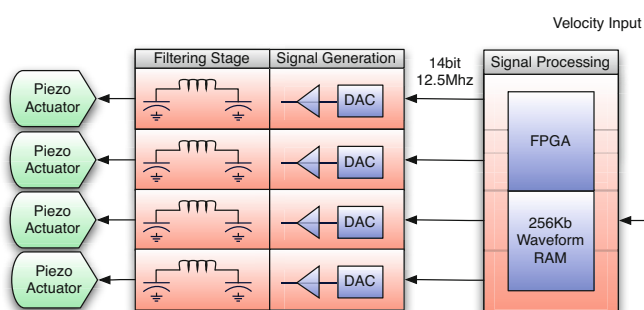 Velocity Input
Filtering Stage
Signal Generation
14bit
12.5Mhz
Signal Processing
Piezo
Actuator
DAC
Piezo
Actuator
DAC
Piezo
Actuator
DAC
Piezo
Actuator
DAC
FPGA
256Kb
Waveform
RAM